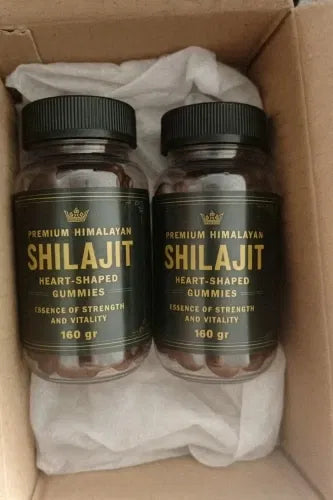 PREMIUM HIMALAYAN
SHILAJIT
HEART-SHAPED
GUMMIES
ESSENCE OF STRENGTH
AND VITALITY
160 gr
PREMIUM HIMALAYAN
SHILAJIT
HEART-SHAPED
GUMMIES
ESSENCE OF STRENGTH
AND VITALITY
160 gr